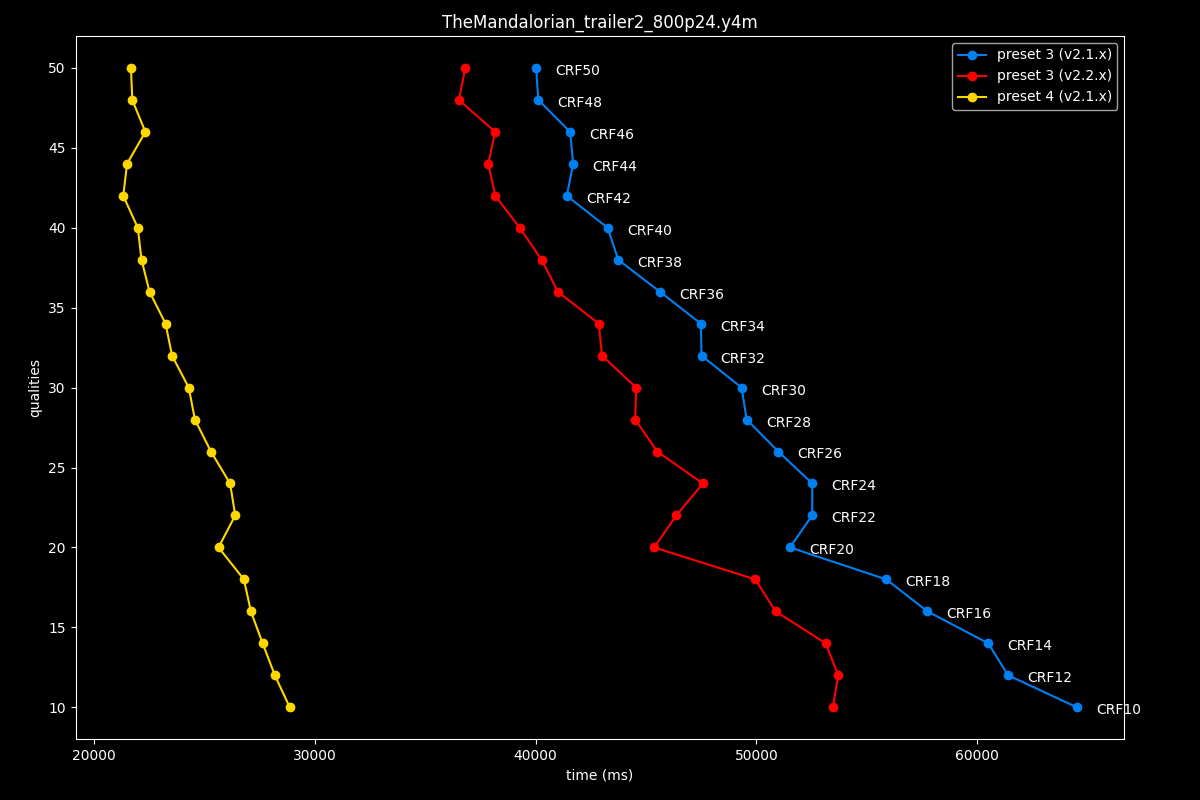 TheMandalorian_trailer2_800p24.y4m
preset 3 (v2.1.x)
preset 3 (v2.2.x)
preset 4 (v2.1.x)
50
45
40
35
30
25
20
15
10
qualities
CRF50
CRF48
CRF46
CRF44
CRF42
CRF40
CRF38
CRF36
CRF34
CRF32
CRF30
CRF28
CRF26
CRF24
CRF22
CRF20
CRF18
CRF16
CRF14
CRF12
CRF10
20000 30000 40000 50000 60000
time (ms)